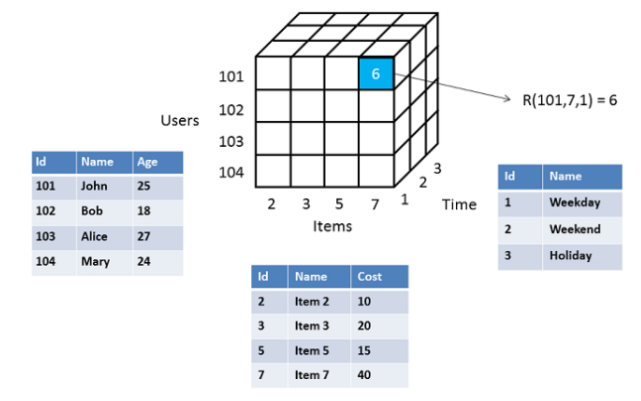 101
6
R(101,7,1) = 6
102
Users
103
104
3
2
1
Time
2 3 5 7
Items
Id Name Age
101 John 25
102 Bob 18
103 Alice 27
104 Mary 24
Id Name
1 Weekday
2 Weekend
3 Holiday
Id Name Cost
2 Item 2 10
3 Item 3 20
5 Item 5 15
7 Item 7 40